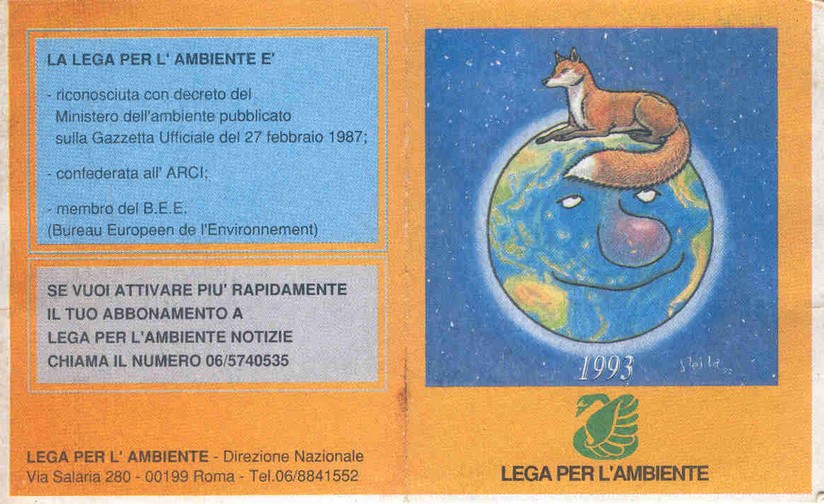 LA LEGA PER L' AMBIENTE E'
- riconosciuta con decreto del
Ministero dell'ambiente pubblicato
sulla Gazzetta Ufficiale del 27 febbraio 1987;
- confederata all' ARCI;
- membro del B.E.E.
(Bureau Europeen de l'Environnement)
SE VUOI ATTIVARE PIU' RAPIDAMENTE
IL TUO ABBONAMENTO A
LEGA PER L'AMBIENTE NOTIZIE
CHIAMA IL NUMERO 06/5740535
LEGA PER L' AMBIENTE - Direzione Nazionale
Via Salaria 280 - 00199 Roma - Tel.06/8841552
1993
LEGA PER L'AMBIENTE